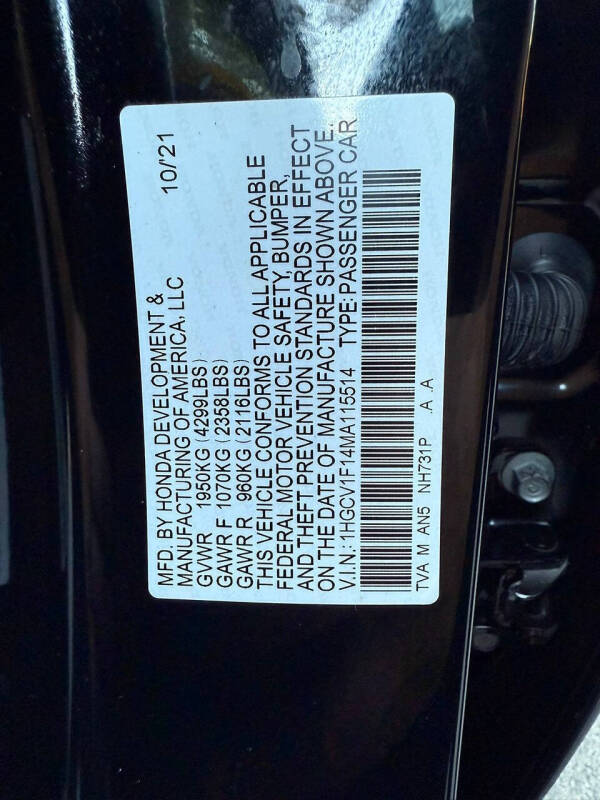 MFD. BY HONDA DEVELOPMENT & 10/'21
MANUFACTURING OF AMERICA, LLC
GVWR 1950KG (4299LBS)
GAWR F 1070KG (2358LBS)
GAWR R 960KG (2116LBS)
THIS VEHICLE CONFORMS TO ALL APPLICABLE
FEDERAL MOTOR VEHICLE SAFETY, BUMPER,
AND THEFT PREVENTION STANDARDS IN EFFECT
ON THE DATE OF MANUFACTURE SHOWN ABOVE.
V.I.N.: 1HGCV1F14MA115514 TYPE: PASSENGER CAR
TVA M AN5 NH731P .A .A